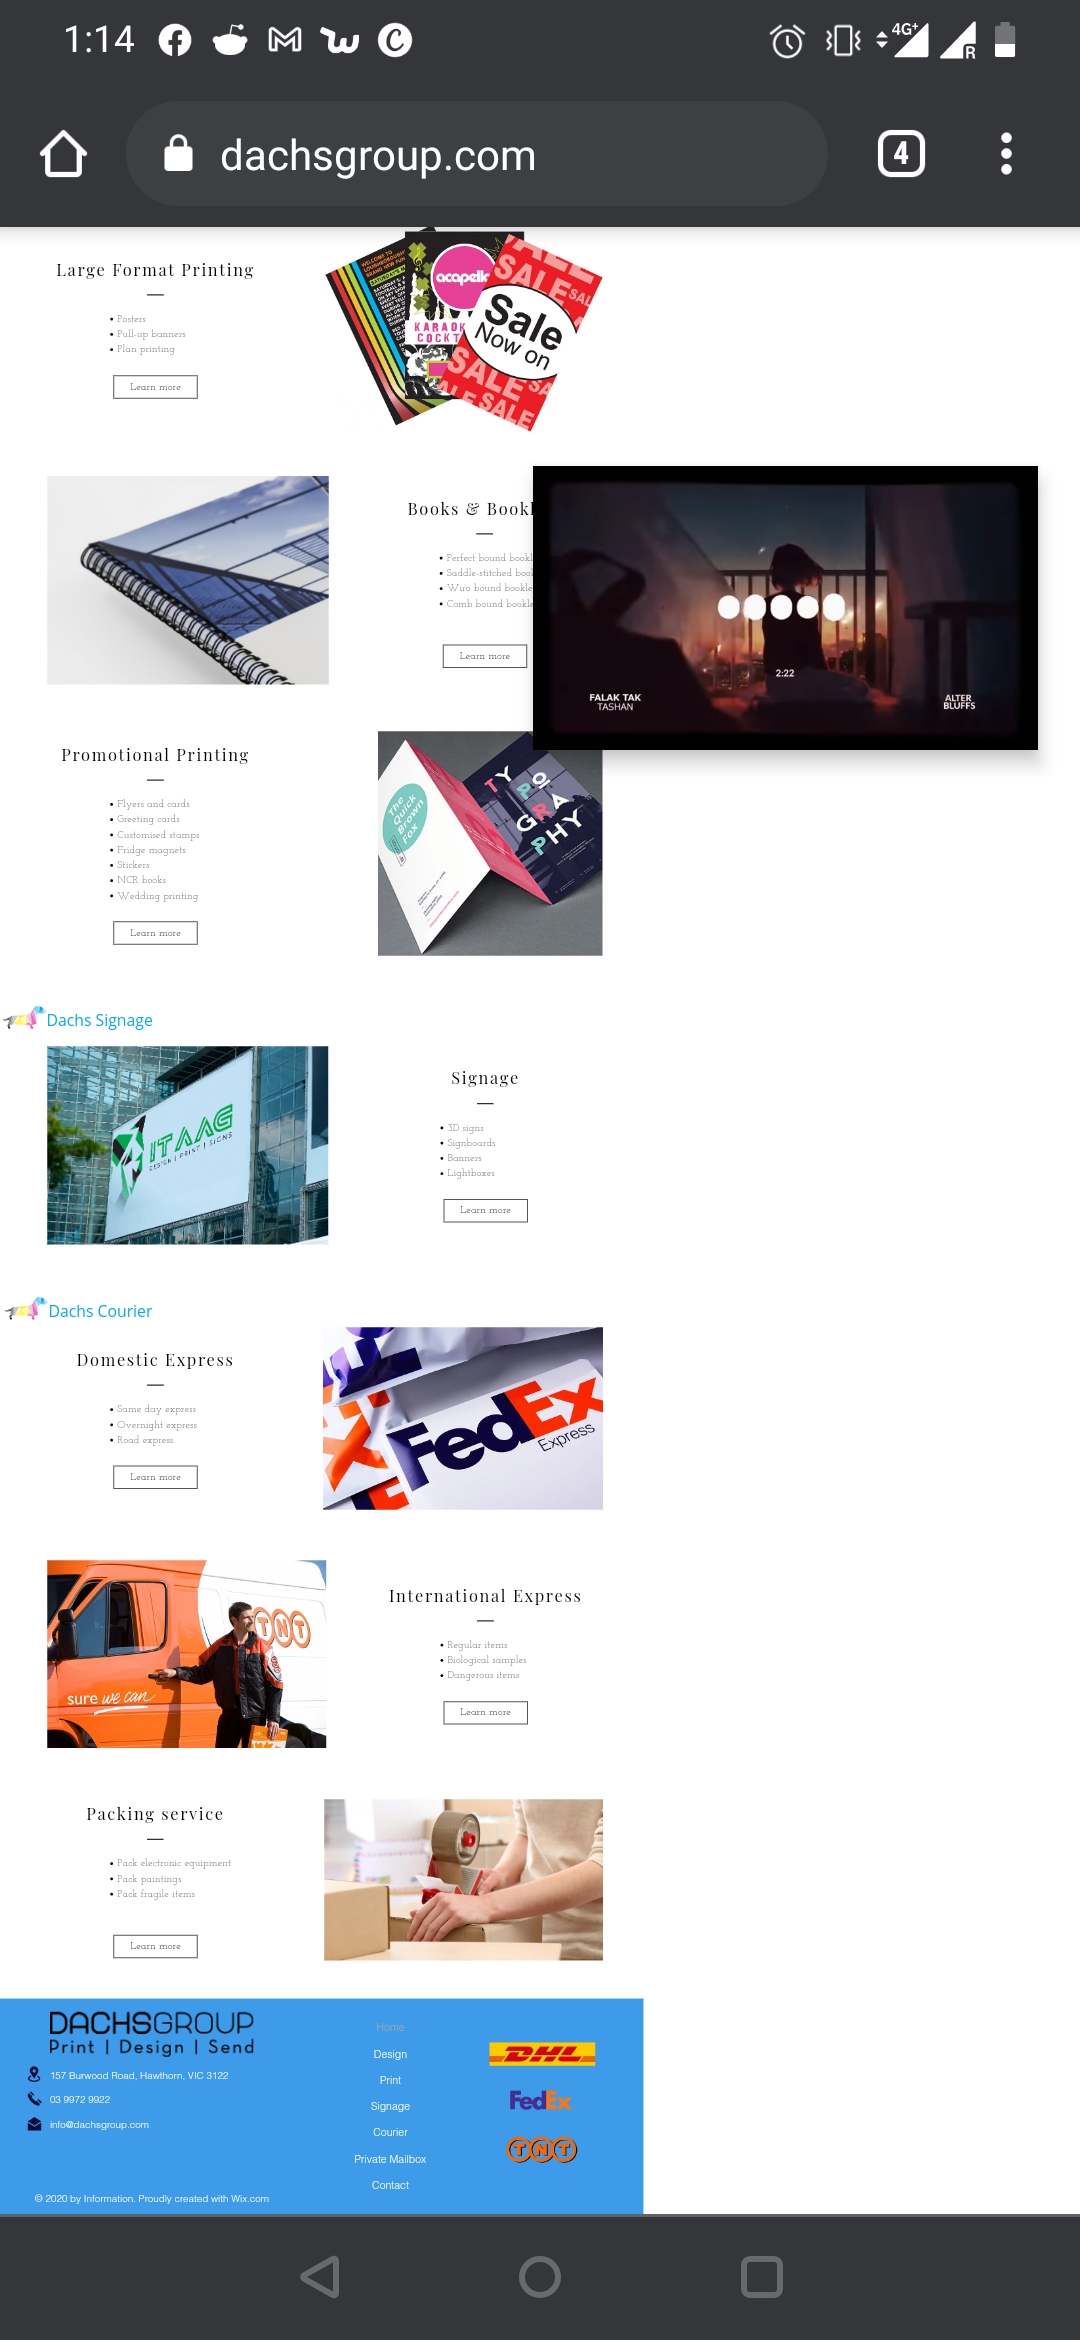 1:14
4G+
R
dachsgroup.com
4
Large Format Printing
• Posters
• Pull-up banners
• Plan printing
Learn more
acapella
KARAOK
COCKT
SALE
Sale
Now on
SALE
SALE
Books & Bookl
• Perfect bound bookl
• Saddle-stitched bool
• Wiro bound bookle
• Comb bound bookle
Learn more
2:22
FALAK TAK
TASHAN
ALTER
BLUFFS
Promotional Printing
• Flyers and cards
• Greeting cards
• Customised stamps
• Fridge magnets
• Stickers
• NCR books
• Wedding printing
Learn more
The
Quick
Brown
Fox
TYPOGRAPHY
Dachs Signage
ITAAG
DESIGN | PRINT | SIGNS
Signage
• 3D signs
• Signboards
• Banners
• Lightboxes
Learn more
Dachs Courier
Domestic Express
• Same day express
• Overnight express
• Road express
Learn more
FedEx
Express
TNT
sure we can
International Express
• Regular items
• Biological samples
• Dangerous items
Learn more
Packing service
• Pack electronic equipment
• Pack paintings
• Pack fragile items
Learn more
DACHSGROUP
Print | Design | Send
157 Burwood Road, Hawthorn, VIC 3122
03 9972 9922
info@dachsgroup.com
© 2020 by Information. Proudly created with Wix.com
Home
Design
Print
Signage
Courier
Private Mailbox
Contact
DHL
FedEx
TNT